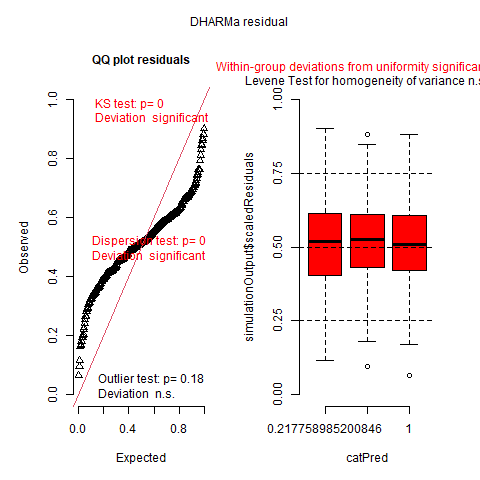 DHARMa residual
QQ plot residuals
KS test: p= 0
Deviation significant
Dispersion test: p= 0
Deviation significant
Outlier test: p= 0.18
Deviation n.s.
Observed
0.0 0.2 0.4 0.6 0.8 1.0
0.0 0.4 0.8
Expected
Within-group deviations from uniformity significan
Levene Test for homogeneity of variance n.s
simulationOutput$scaledResiduals
0.00 0.25 0.50 0.75 1.00
0.217758985200846 1
catPred